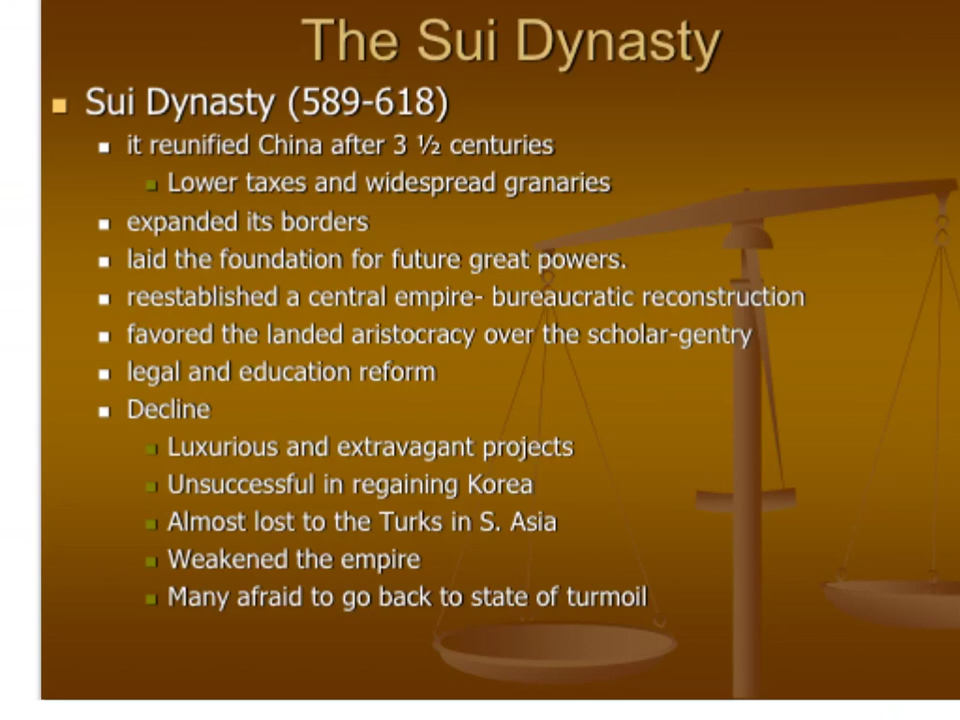 The Sui Dynasty
Sui Dynasty (589-618)
it reunified China after 3 ½ centuries
Lower taxes and widespread granaries
expanded its borders
laid the foundation for future great powers.
reestablished a central empire- bureaucratic reconstruction
favored the landed aristocracy over the scholar-gentry
legal and education reform
Decline
Luxurious and extravagant projects
Unsuccessful in regaining Korea
Almost lost to the Turks in S. Asia
Weakened the empire
Many afraid to go back to state of turmoil